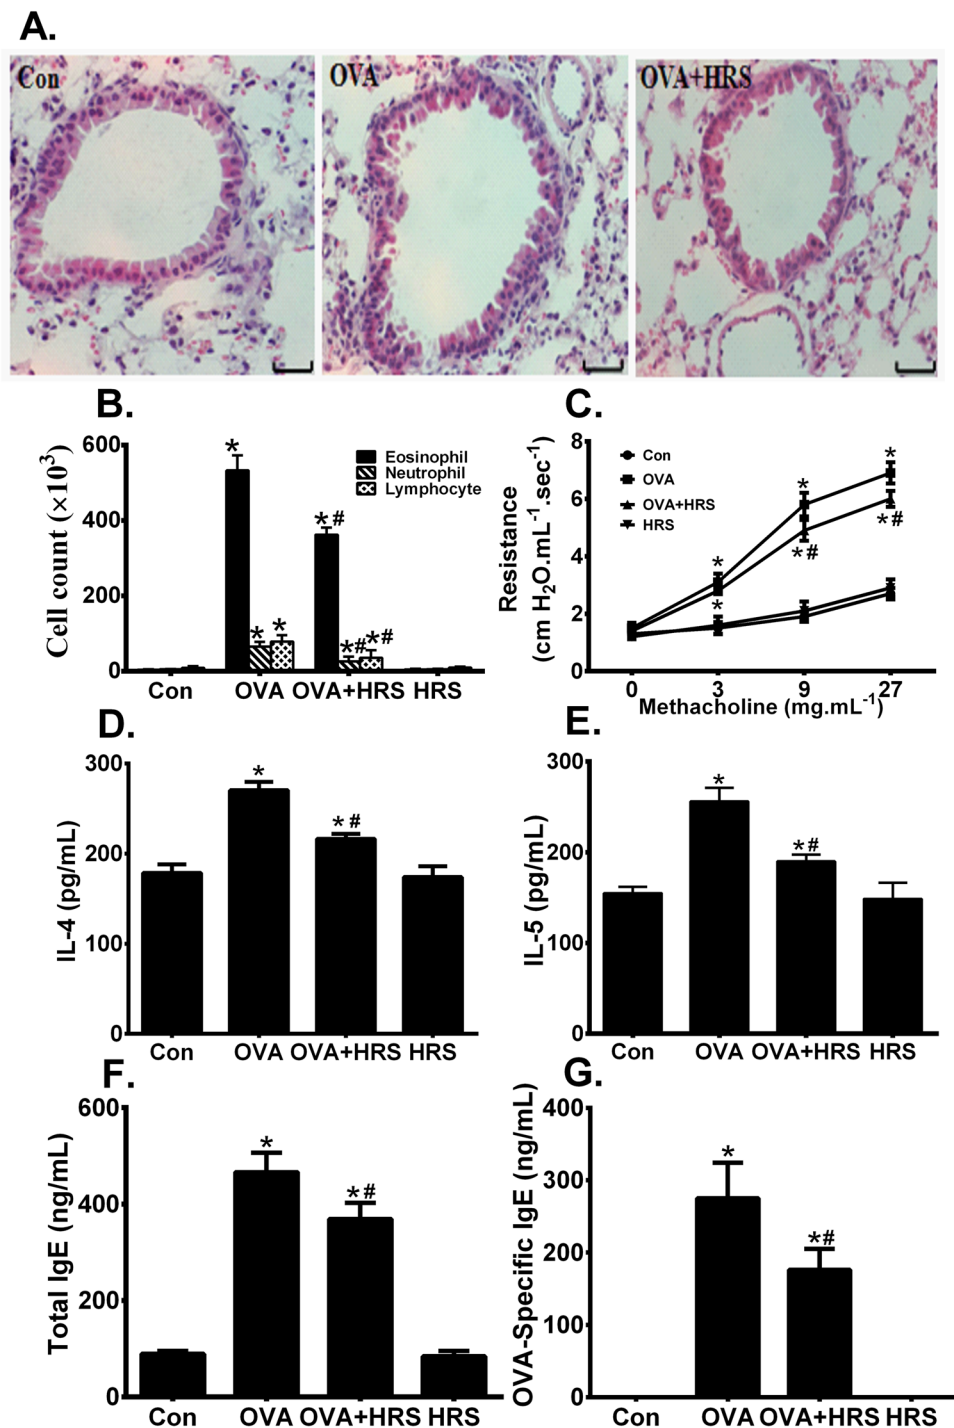 A.
Con
OVA
OVA+HRS
B.
Cell count (×10³)
600
400
200
0
*
*
*
*#
*#
*#
Eosinophil
Neutrophil
Lymphocyte
Con
OVA
OVA+HRS
HRS
C.
Resistance
(cm H₂O.mL⁻¹.sec⁻¹)
8
6
4
2
0
Con
OVA
OVA+HRS
HRS
*
*
*
*
*#
*#
0
3
9
27
Methacholine (mg.mL⁻¹)
D.
IL-4 (pg/mL)
300
200
100
0
*
*#
Con
OVA
OVA+HRS
HRS
E.
IL-5 (pg/mL)
300
200
100
0
*
*#
Con
OVA
OVA+HRS
HRS
F.
Total IgE (ng/mL)
600
400
200
0
*
*#
Con
OVA
OVA+HRS
HRS
G.
OVA-Specific IgE (ng/mL)
400
300
200
100
0
*
*#
Con
OVA
OVA+HRS
HRS